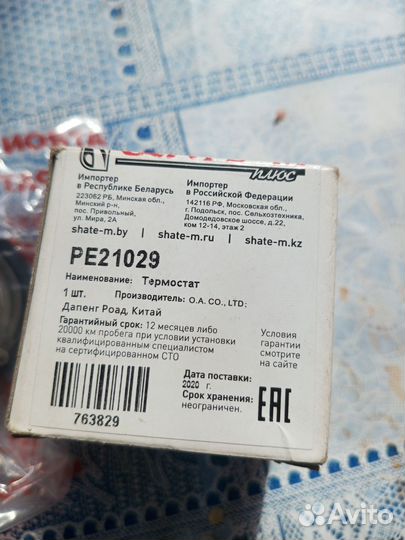 плюс
Импортер
в Республике Беларусь
223062 РБ, Минская обл.,
Минский р-н,
пос. Привольный,
ул. Мира, 2А
Импортер
в Российской Федерации
142116 РФ, Московская обл.,
г. Подольск, пос. Сельхозтехника,
Домодедовское шоссе, д.22,
ком 12-14, этаж 2
shate-m.by | shate-m.ru | shate-m.kz
PE21029
Наименование: Термостат
1 шт. Производитель: O.A. CO., LTD;
Дапенг Роад, Китай
Гарантийный срок: 12 месяцев либо
20000 км пробега при условии установки
квалифицированным специалистом
на сертифицированном СТО
Условия
гарантии
смотрите
на сайте
Дата поставки:
2020 г.
Срок хранения:
неограничен.
EAC
763829
Avito